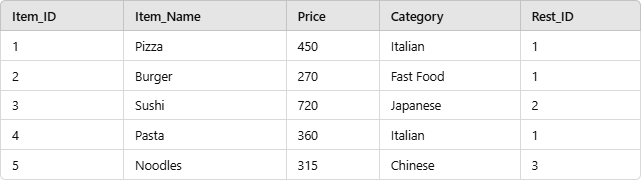 Item_ID Item_Name Price Category Rest_ID
1 Pizza 450 Italian 1
2 Burger 270 Fast Food 1
3 Sushi 720 Japanese 2
4 Pasta 360 Italian 1
5 Noodles 315 Chinese 3